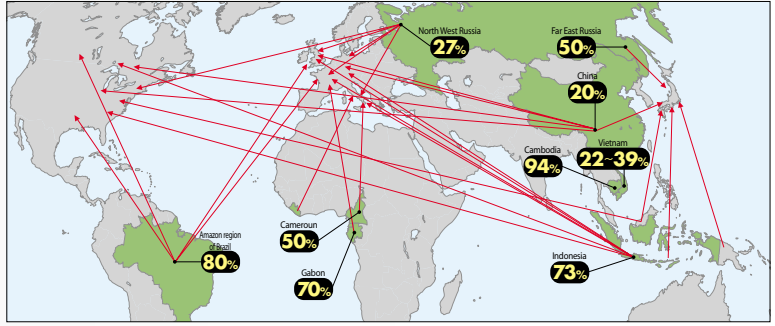 North West Russia
27%
Far East Russia
50%
China
20%
Cambodia
94%
Vietnam
22~39%
Cameroun
50%
Gabon
70%
Amazon region
of Brazil
80%
Indonesia
73%